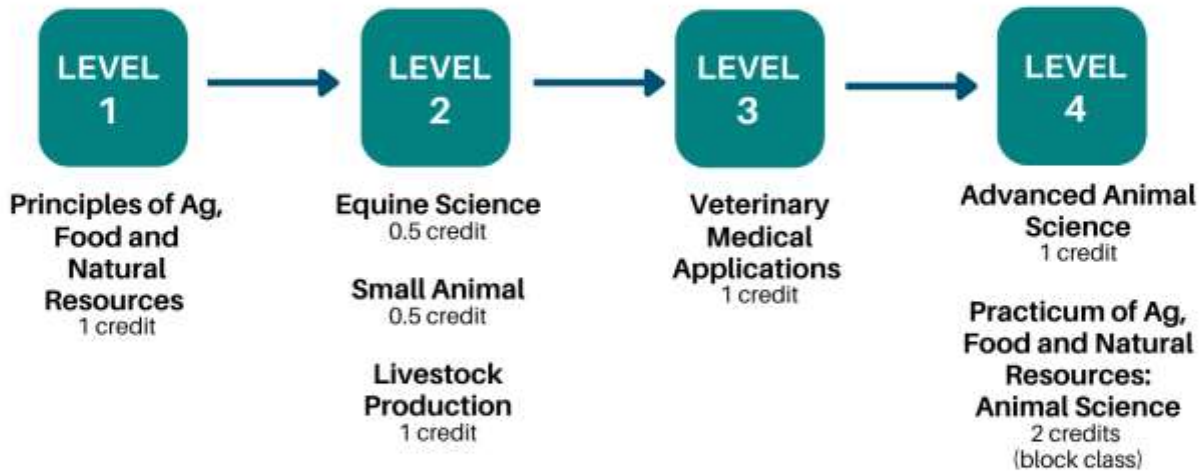 LEVEL
1
Principles of Ag,
Food and
Natural
Resources
1 credit
LEVEL
2
Equine Science
0.5 credit
Small Animal
0.5 credit
Livestock
Production
1 credit
LEVEL
3
Veterinary
Medical
Applications
1 credit
LEVEL
4
Advanced Animal
Science
1 credit
Practicum of Ag,
Food and Natural
Resources:
Animal Science
2 credits
(block class)